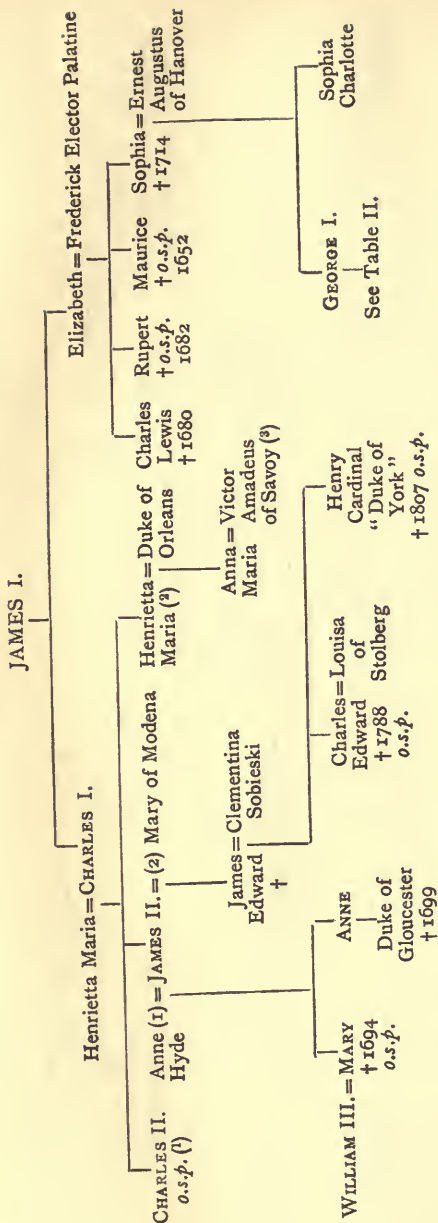 JAMES I.
Henrietta Maria = CHARLES I.
Elizabeth = Frederick Elector Palatine
CHARLES II.
o.s.p. (¹)
Anne (1) = JAMES II. = (2) Mary of Modena
Hyde
Henrietta = Duke of
Maria (²)
Orleans
Charles
Lewis
† 1680
Rupert
† o.s.p.
1682
Maurice
† o.s.p.
1652
Sophia = Ernest
† 1714
Augustus
of Hanover
James = Clementina
Edward
Sobieski
†
Anna = Victor
Maria
Amadeus
of Savoy (³)
WILLIAM III. = MARY
† 1694
o.s.p.
ANNE
Duke of
Gloucester
† 1699
Charles = Louisa
Edward
of
† 1788
Stolberg
o.s.p.
Henry
Cardinal
"Duke of
York"
† 1807 o.s.p.
GEORGE I.
See Table II.
Sophia
Charlotte